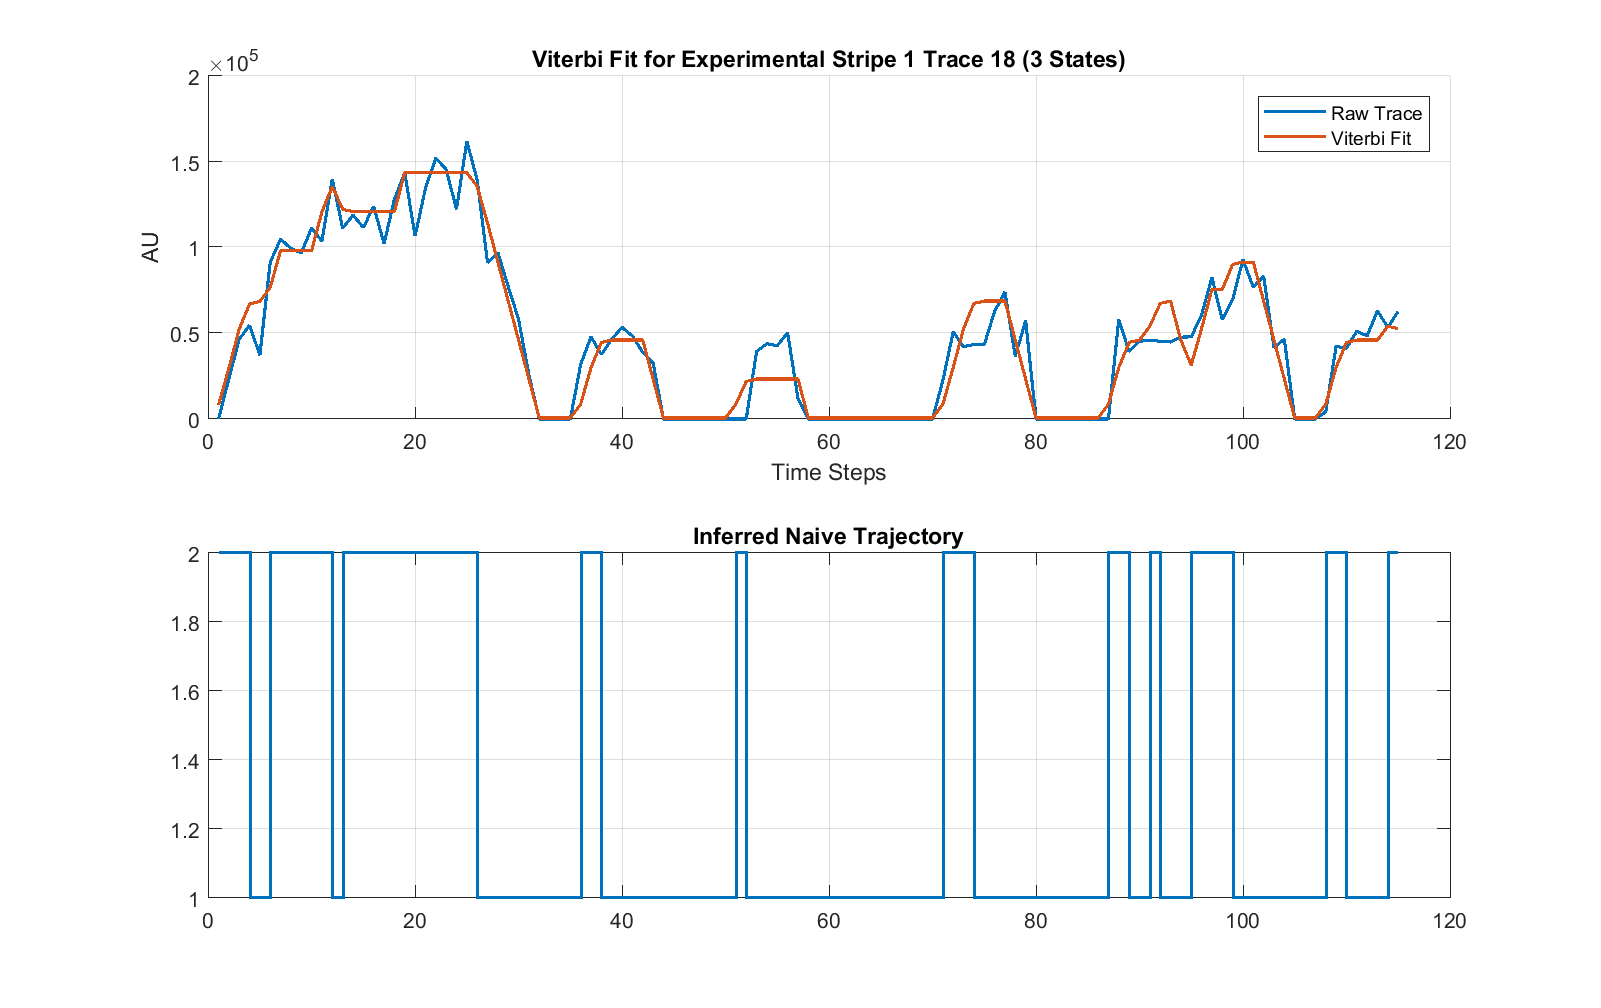 Viterbi Fit for Experimental Stripe 1 Trace 18 (3 States)
×10^5
2
1.5
1
0.5
0
AU
Raw Trace
Viterbi Fit
0 20 40 60 80 100 120
Time Steps
Inferred Naive Trajectory
2
1.8
1.6
1.4
1.2
1
0 20 40 60 80 100 120